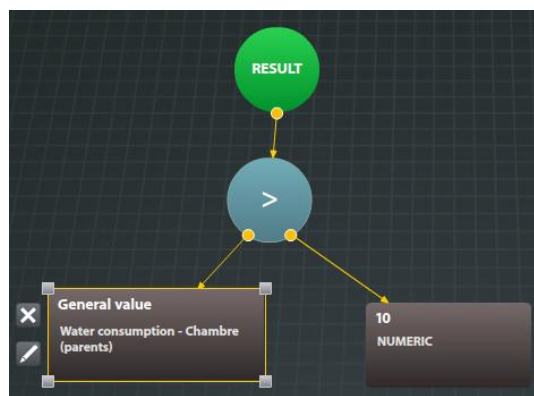 RESULT
>
General value
Water consumption - Chambre
(parents)
10
NUMERIC